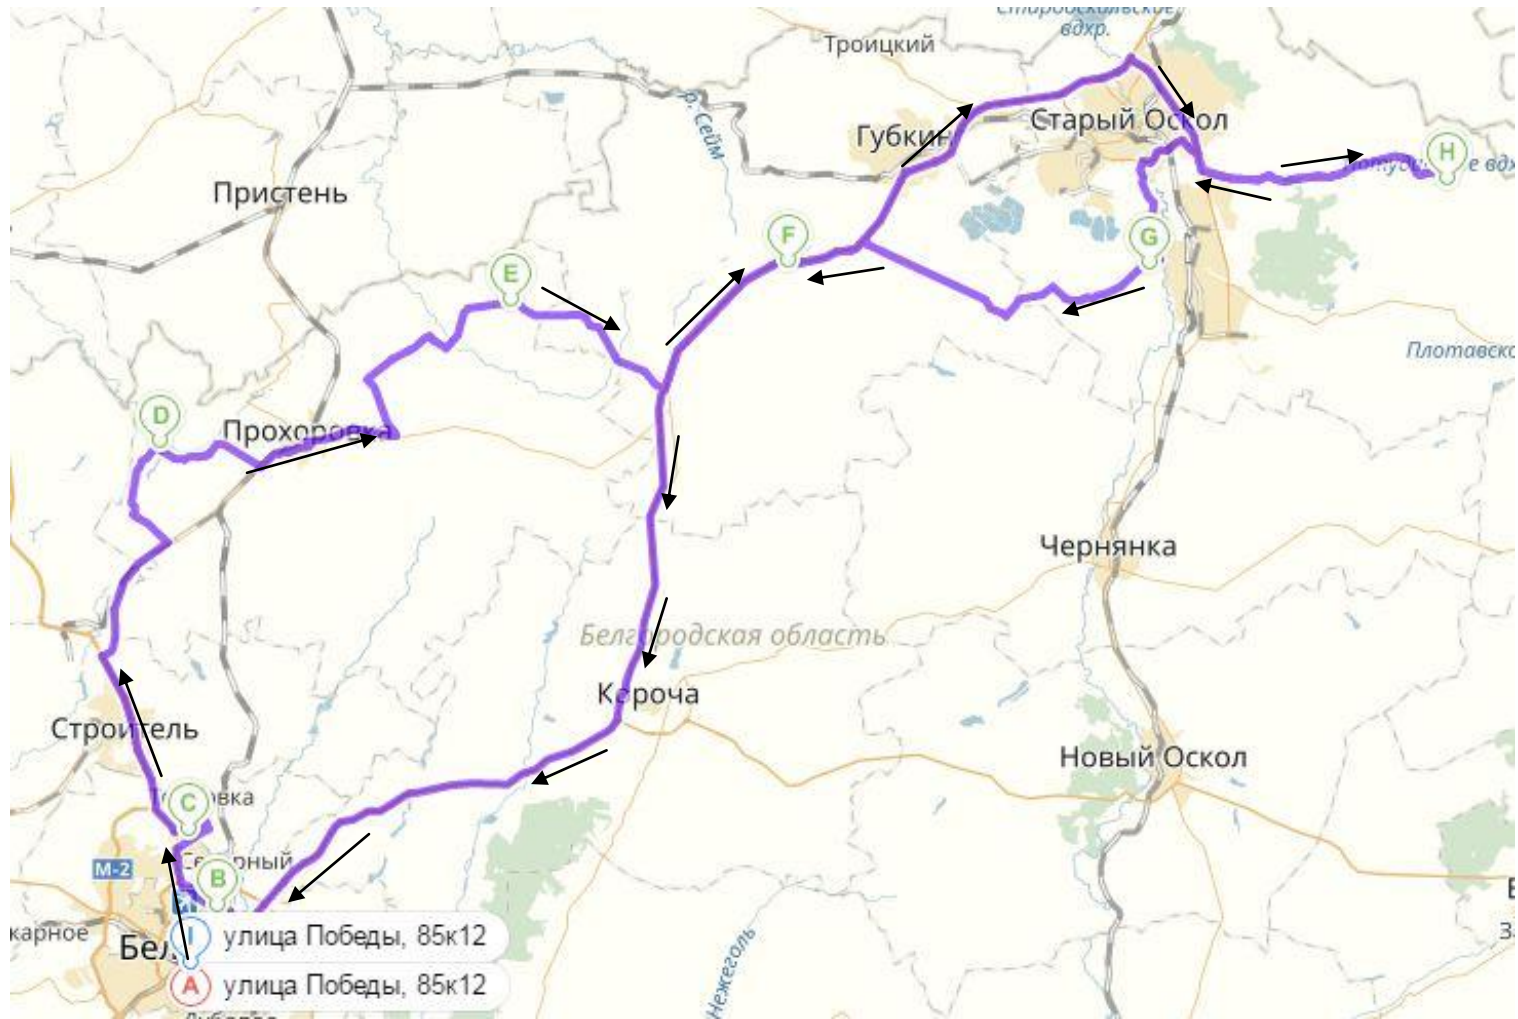 вдхр.
Троицкий
р. Сейм
Старый Оскол
Губкин
H
Пристень
F
G
E
D
Прохоровка
Чернянка
Белгородская область
Короча
Строитель
Новый Оскол
C
М-2
B
I улица Победы, 85к12
A улица Победы, 85к12
Нежеголь